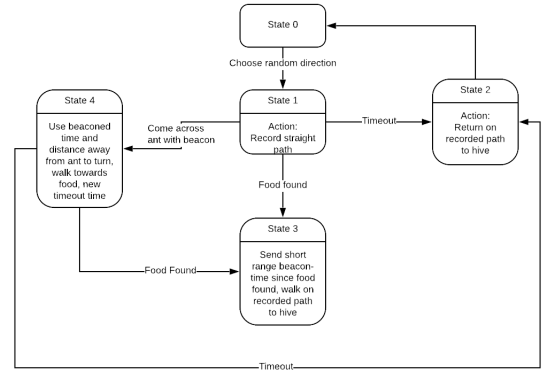 State 0
Choose random direction
State 4
Use beaconed
time and
distance away
from ant to turn,
walk towards
food, new
timeout time
Come across
ant with beacon
State 1
Action:
Record straight
path
Timeout
State 2
Action:
Return on
recorded path
to hive
Food found
State 3
Send short
range beacon-
time since food
found, walk on
recorded path
to hive
Food Found
Timeout